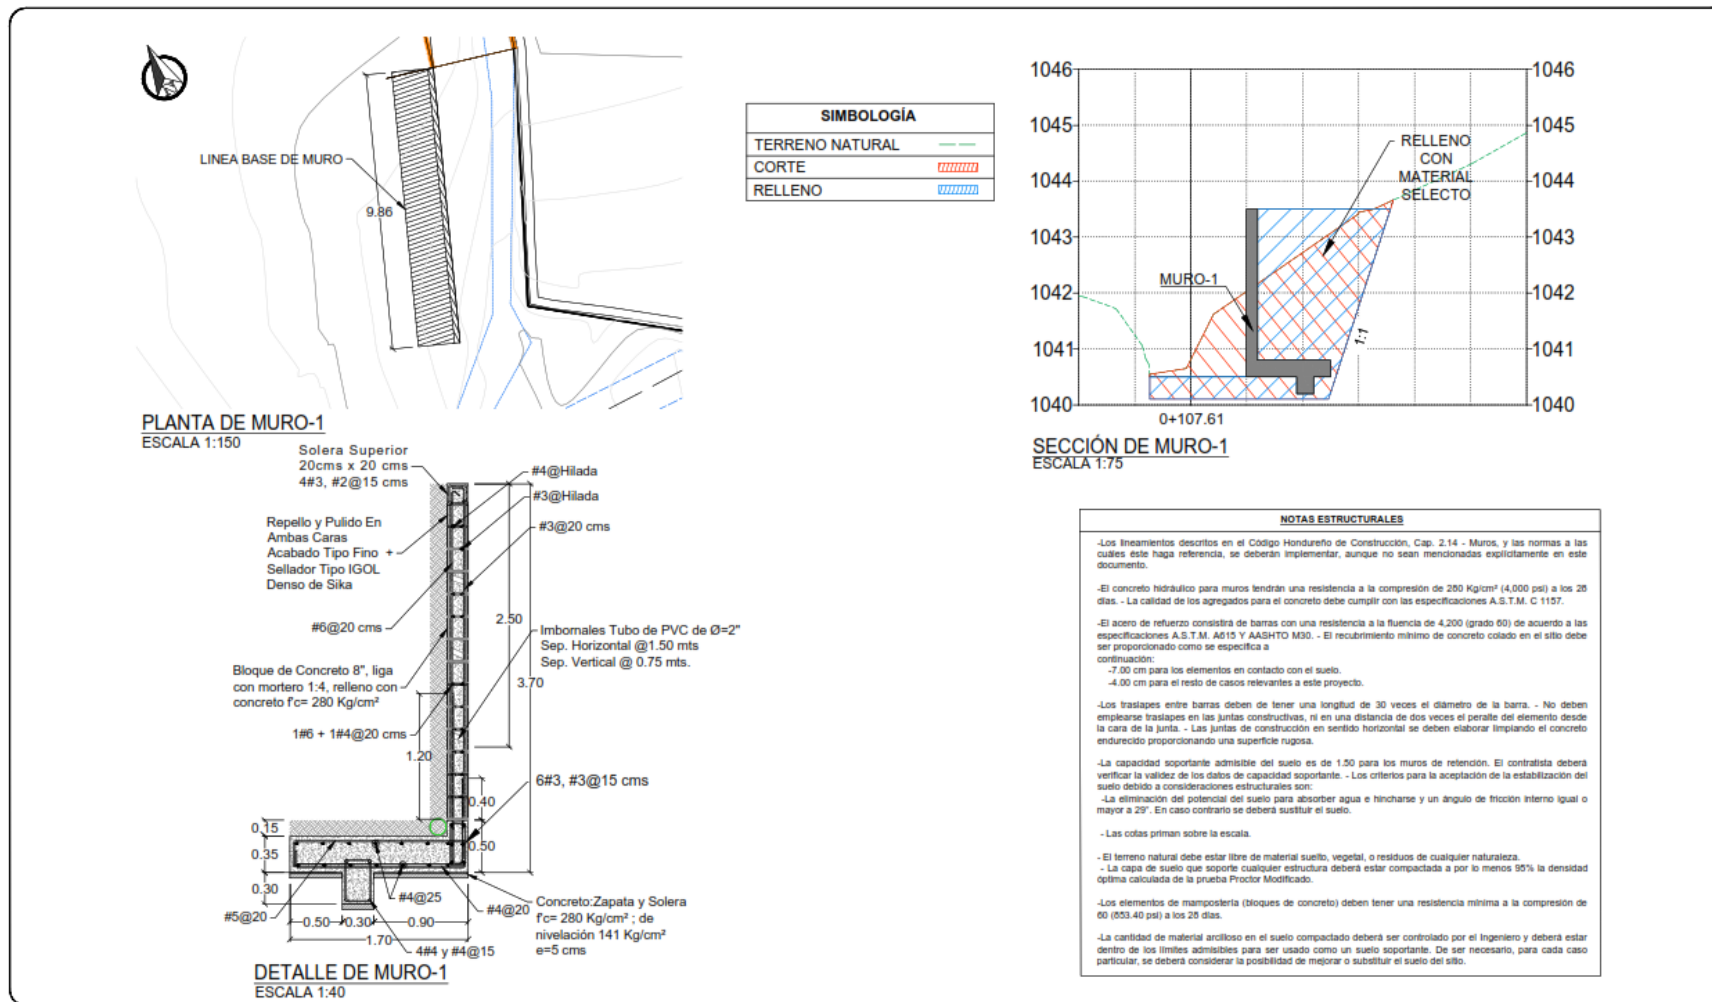 LINEA BASE DE MURO
9.86
PLANTA DE MURO-1
ESCALA 1:150
SIMBOLOGÍA
TERRENO NATURAL
CORTE
RELLENO
1046
1045
1044
1043
1042
1041
1040
1046
1045
1044
1043
1042
1041
1040
RELLENO
CON
MATERIAL
SELECTO
MURO-1
1:1
0+107.61
SECCIÓN DE MURO-1
ESCALA 1:75
Solera Superior
20cms x 20 cms
4#3, #2@15 cms
Repello y Pulido En
Ambas Caras
Acabado Tipo Fino +
Sellador Tipo IGOL
Denso de Sika
#6@20 cms
Bloque de Concreto 8", liga
con mortero 1:4, relleno con
concreto f'c= 280 Kg/cm²
1#6 + 1#4@20 cms
1.20
#4@Hilada
#3@Hilada
#3@20 cms
2.50
Imbornales Tubo de PVC de Ø=2"
Sep. Horizontal @1.50 mts
Sep. Vertical @ 0.75 mts.
3.70
6#3, #3@15 cms
0.40
0.50
0.15
0.35
0.30
#5@20
#4@25
#4@20
0.50
0.30
0.90
1.70
4#4 y #4@15
Concreto:Zapata y Solera
f'c= 280 Kg/cm² ; de
nivelación 141 Kg/cm²
e=5 cms
DETALLE DE MURO-1
ESCALA 1:40
NOTAS ESTRUCTURALES
-Los lineamientos descritos en el Código Hondureño de Construcción, Cap. 2.14 - Muros, y las normas a las
cuáles éste haga referencia, se deberán implementar, aunque no sean mencionadas explícitamente en este
documento.
-El concreto hidráulico para muros tendrán una resistencia a la compresión de 280 Kg/cm² (4,000 psi) a los 28
días. - La calidad de los agregados para el concreto debe cumplir con las especificaciones A.S.T.M. C 1157.
-El acero de refuerzo consistirá de barras con una resistencia a la fluencia de 4,200 (grado 60) de acuerdo a las
especificaciones A.S.T.M. A615 Y AASHTO M30. - El recubrimiento mínimo de concreto colado en el sitio debe
ser proporcionado como se especifica a
continuación:
-7.00 cm para los elementos en contacto con el suelo.
-4.00 cm para el resto de casos relevantes a este proyecto.
-Los traslapes entre barras deben de tener una longitud de 30 veces el diámetro de la barra. - No deben
emplearse traslapes en las juntas constructivas, ni en una distancia de dos veces el peralte del elemento desde
la cara de la junta. - Las juntas de construcción en sentido horizontal se deben elaborar limpiando el concreto
endurecido proporcionando una superficie rugosa.
-La capacidad soportante admisible del suelo es de 1.50 para los muros de retención. El contratista deberá
verificar la validez de los datos de capacidad soportante. - Los criterios para la aceptación de la estabilización del
suelo debido a consideraciones estructurales son:
-La eliminación del potencial del suelo para absorber agua e hincharse y un ángulo de fricción interno igual o
mayor a 29°. En caso contrario se deberá sustituir el suelo.
- Las cotas priman sobre la escala.
- El terreno natural debe estar libre de material suelto, vegetal, o residuos de cualquier naturaleza.
- La capa de suelo que soporte cualquier estructura deberá estar compactada a por lo menos 95% la densidad
óptima calculada de la prueba Proctor Modificado.
-Los elementos de mampostería (bloques de concreto) deben tener una resistencia mínima a la compresión de
60 (853.40 psi) a los 28 días.
-La cantidad de material arcilloso en el suelo compactado deberá ser controlado por el Ingeniero y deberá estar
dentro de los límites admisibles para ser usado como un suelo soportante. De ser necesario, para cada caso
particular, se deberá considerar la posibilidad de mejorar o substituir el suelo del sitio.